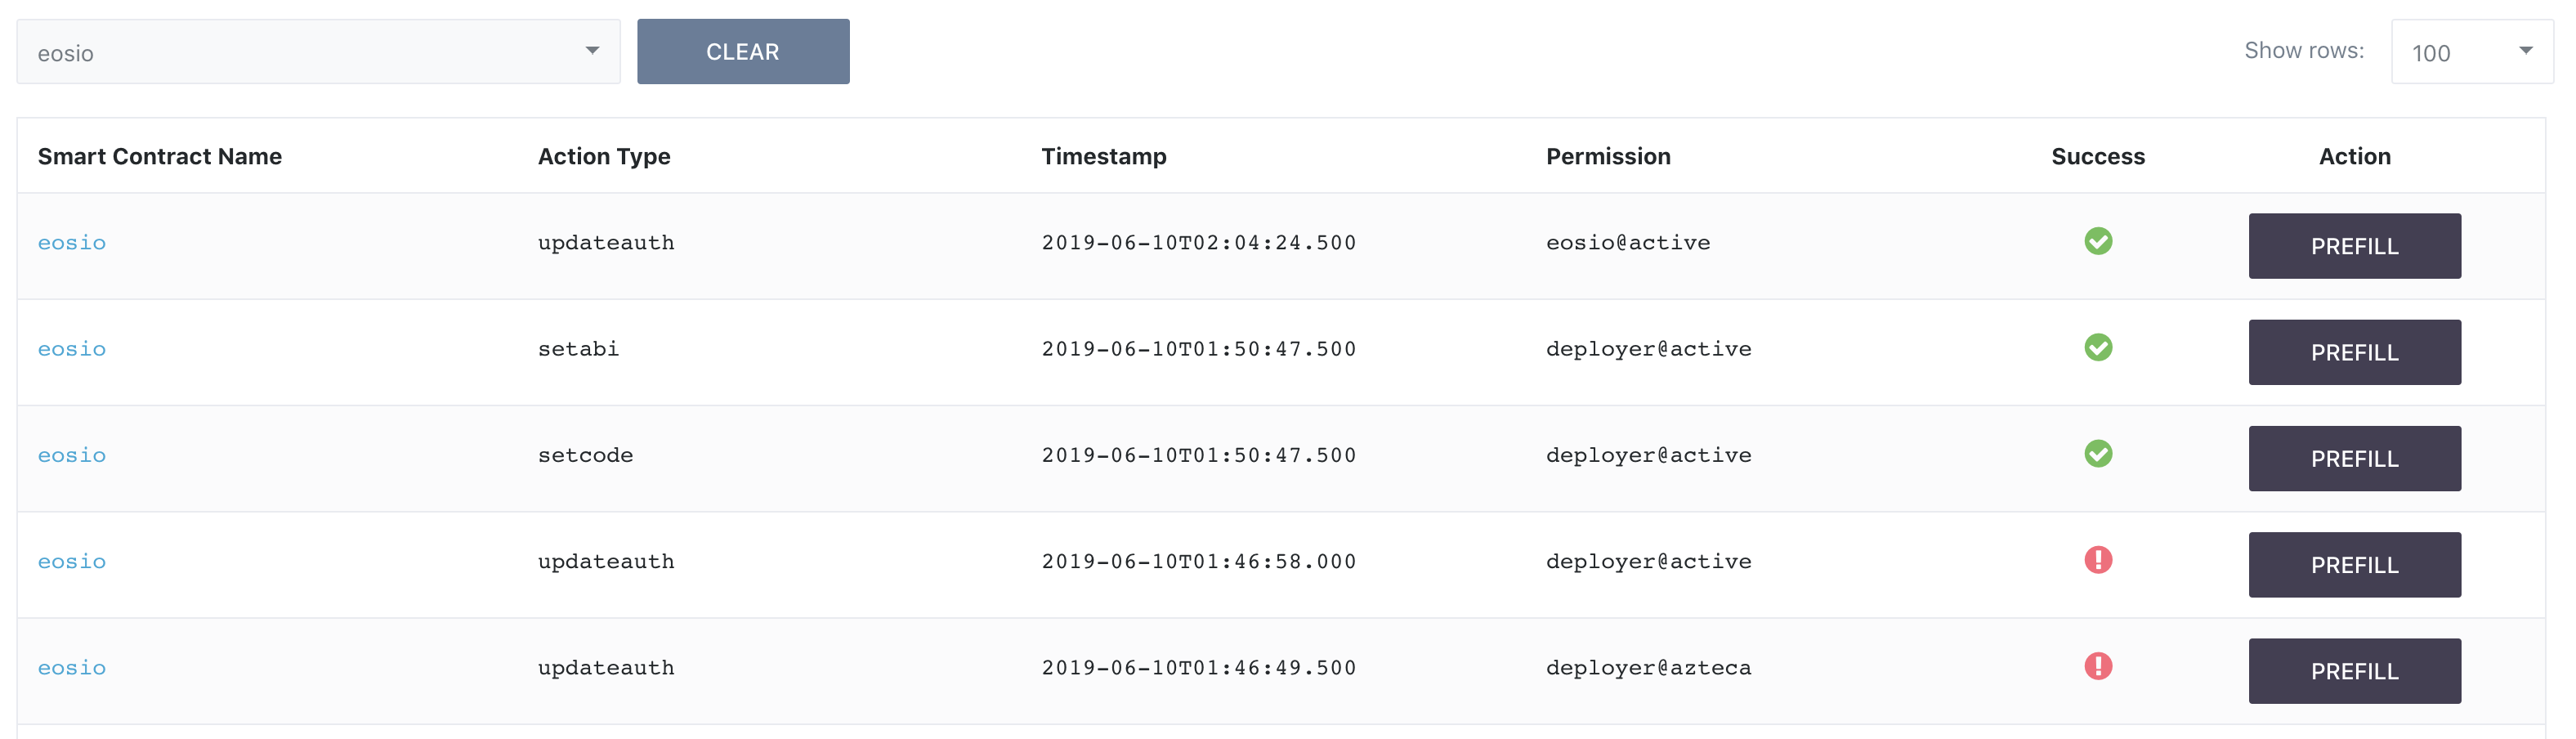 eosio CLEAR Show rows: 100
Smart Contract Name Action Type Timestamp Permission Success Action
eosio updateauth 2019-06-10T02:04:24.500 eosio@active PREFILL
eosio setabi 2019-06-10T01:50:47.500 deployer@active PREFILL
eosio setcode 2019-06-10T01:50:47.500 deployer@active PREFILL
eosio updateauth 2019-06-10T01:46:58.000 deployer@active PREFILL
eosio updateauth 2019-06-10T01:46:49.500 deployer@azteca PREFILL